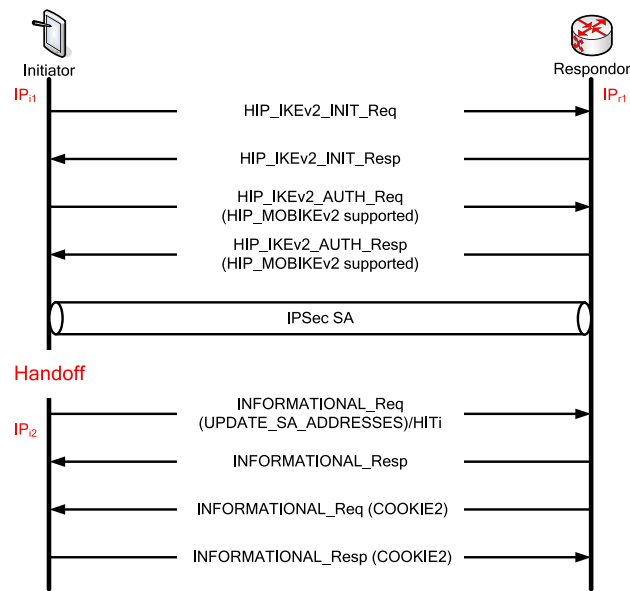 Initiator
Respondor
IPi1
IPr1
HIP_IKEv2_INIT_Req
HIP_IKEv2_INIT_Resp
HIP_IKEv2_AUTH_Req
(HIP_MOBIKEv2 supported)
HIP_IKEv2_AUTH_Resp
(HIP_MOBIKEv2 supported)
IPSec SA
Handoff
INFORMATIONAL_Req
(UPDATE_SA_ADDRESSES)/HITi
IPi2
INFORMATIONAL_Resp
INFORMATIONAL_Req (COOKIE2)
INFORMATIONAL_Resp (COOKIE2)